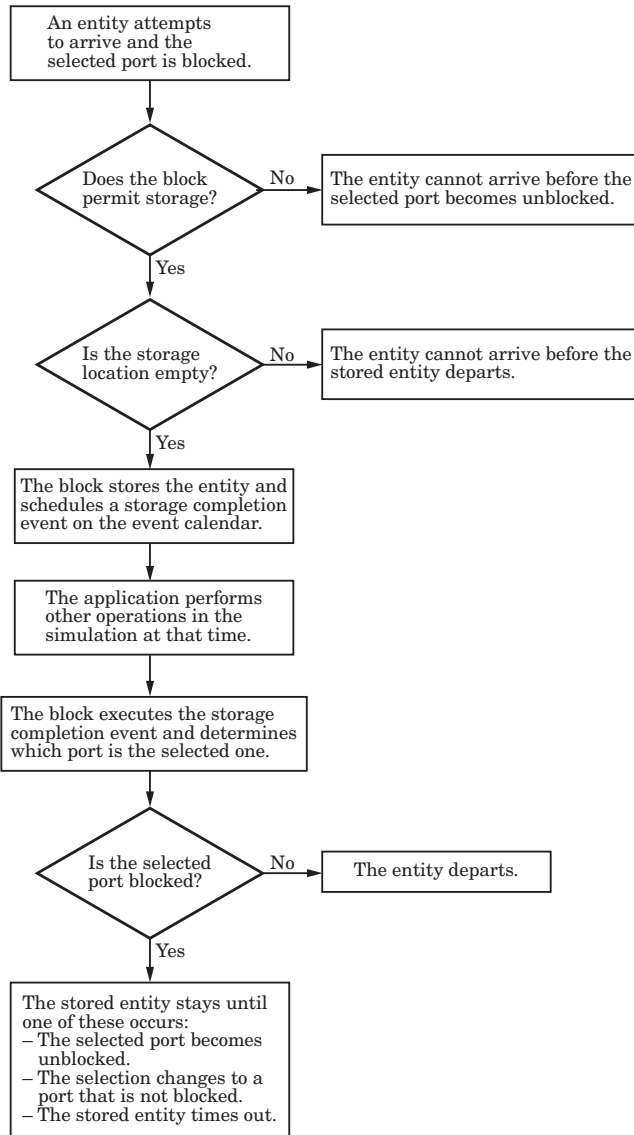 An entity attempts
to arrive and the
selected port is blocked.
Does the block
permit storage?
No
The entity cannot arrive before the
selected port becomes unblocked.
Yes
Is the storage
location empty?
No
The entity cannot arrive before the
stored entity departs.
Yes
The block stores the entity and
schedules a storage completion
event on the event calendar.
The application performs
other operations in the
simulation at that time.
The block executes the storage
completion event and determines
which port is the selected one.
Is the selected
port blocked?
No
The entity departs.
Yes
The stored entity stays until
one of these occurs:
– The selected port becomes
unblocked.
– The selection changes to a
port that is not blocked.
– The stored entity times out.